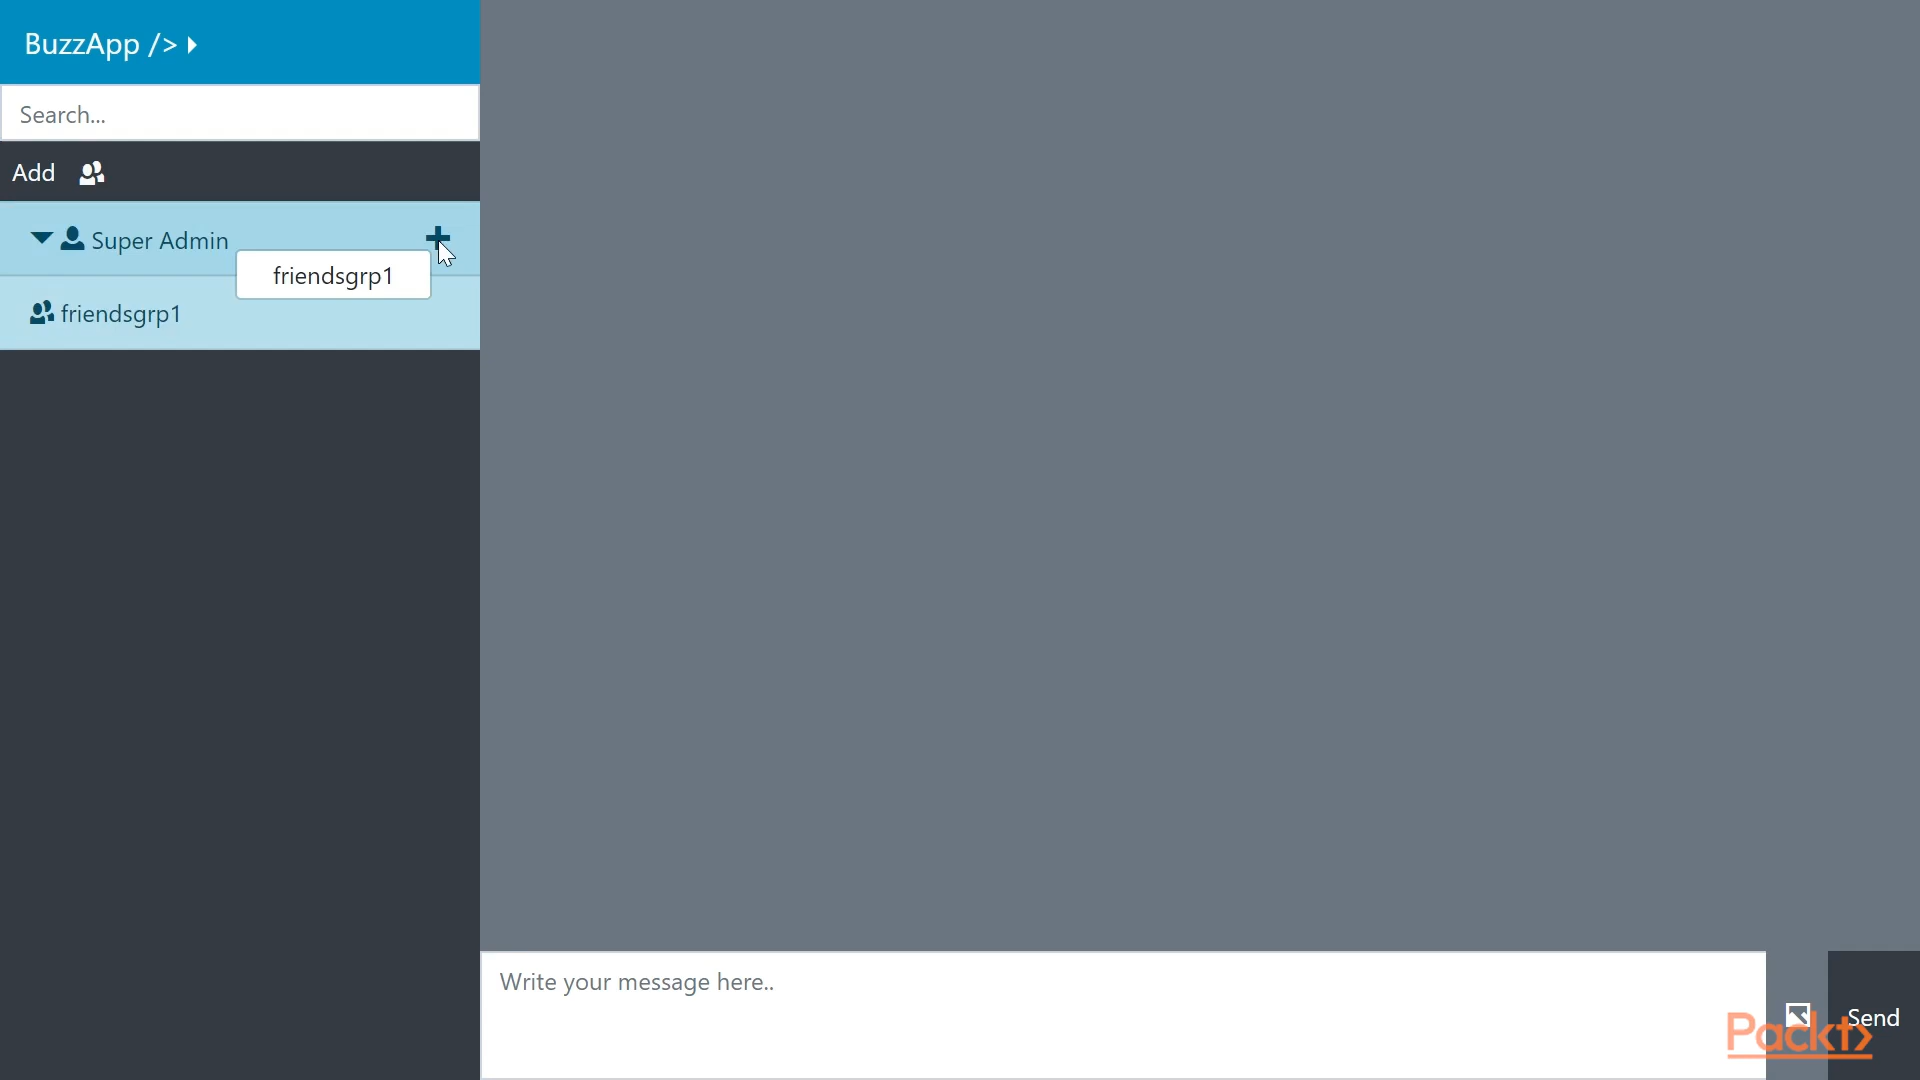 BuzzApp />
Search...
Add
Super Admin
friendsgrp1
friendsgrp1
Write your message here..
Send
Packt>